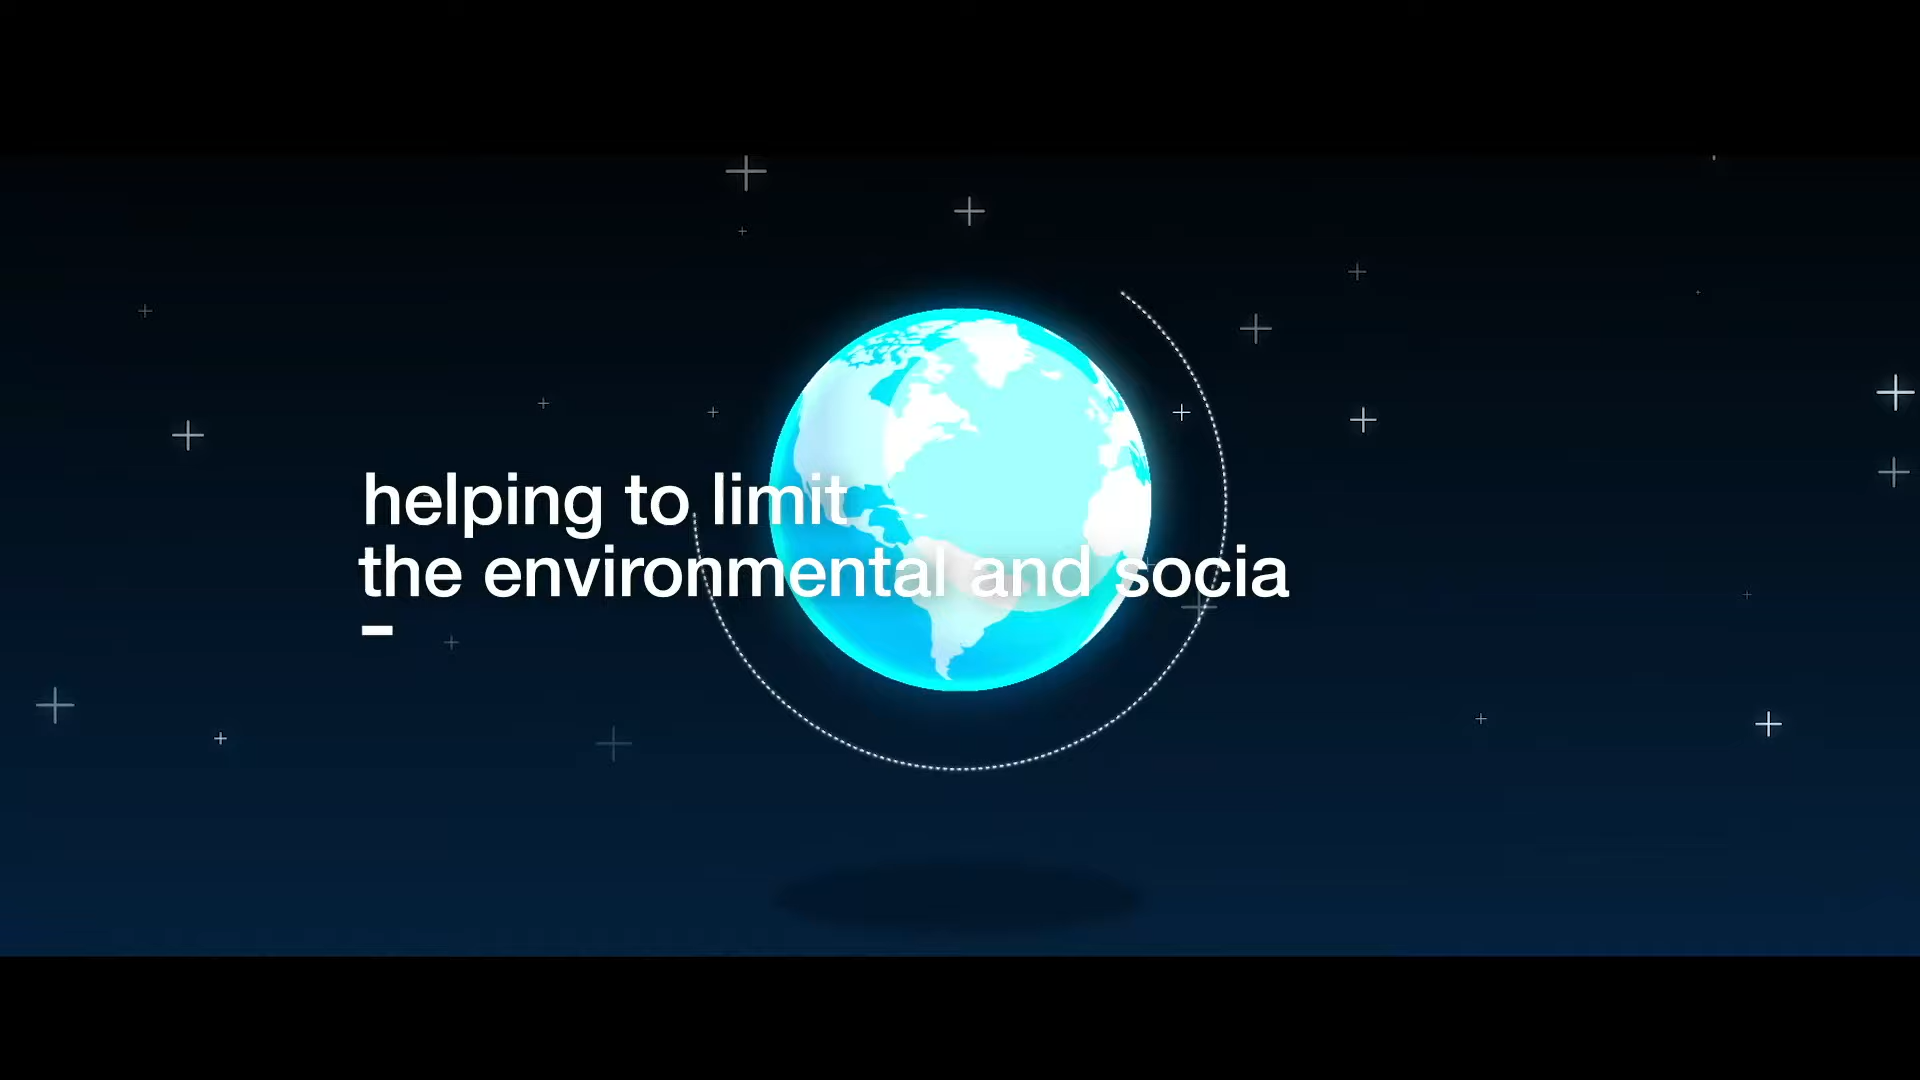 helping to limit
the environmental and socia
-